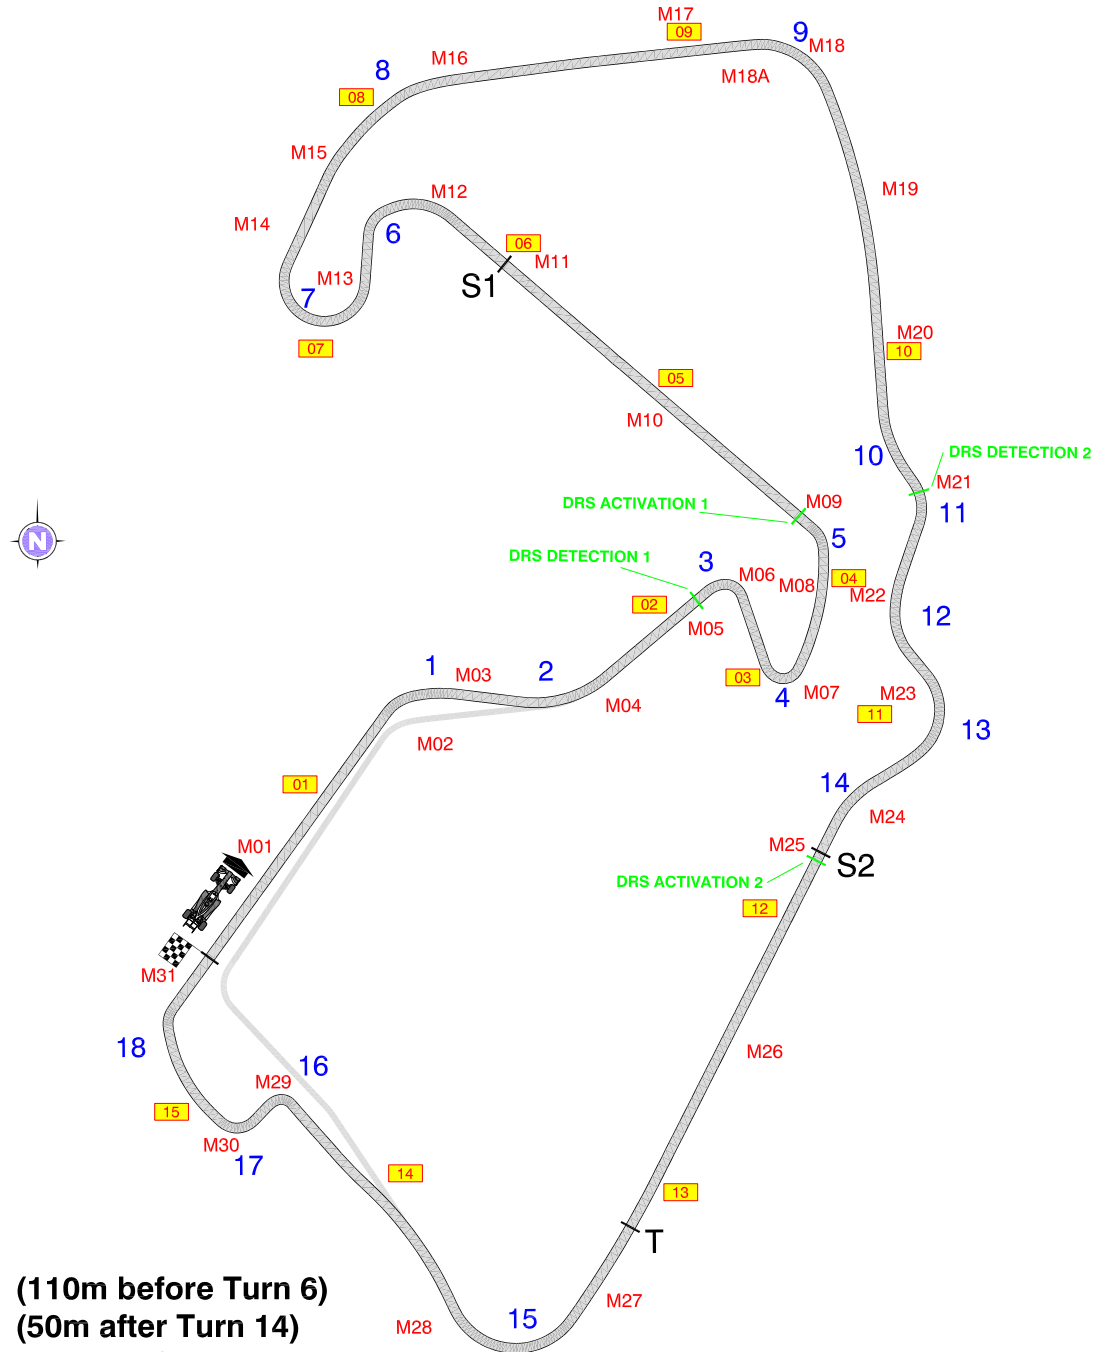 M17
09
9
M18
M16
8
M18A
08
M15
M19
M12
M14
6
06
M11
M13
S1
7
M20
07
10
05
M10
10
DRS DETECTION 2
M21
DRS ACTIVATION 1
M09
11
5
DRS DETECTION 1
3
M06
M08
04
M22
02
12
M05
1
M03
2
03
M07
M23
4
M04
11
13
M02
01
14
M24
M01
M25
S2
DRS ACTIVATION 2
12
N
M31
18
M26
16
M29
15
M30
17
14
13
T
(110m before Turn 6)
M27
15
(50m after Turn 14)
M28